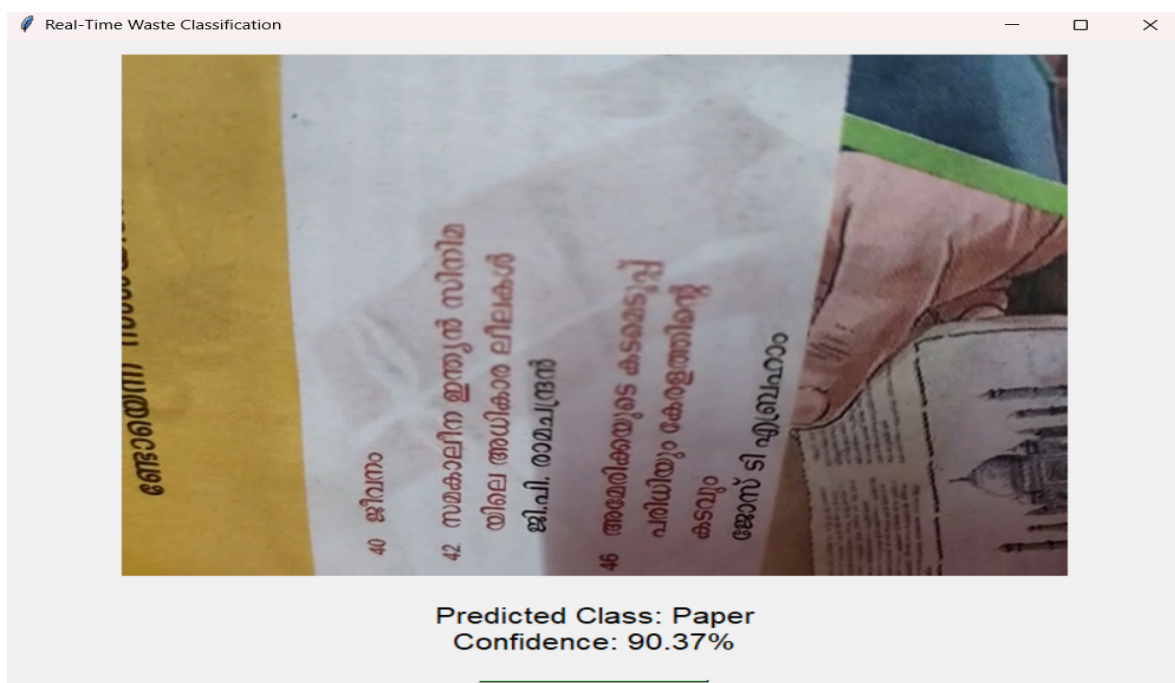 Real-Time Waste Classification
40 ജീവനം
42 സമകാലീന ഇന്ത്യൻ സിനിമ
യിലെ അധികാര ലീലകൾ
ജി.പി. രാമചന്ദ്രൻ
46 അമേരിക്കയുടെ കടമെടുപ്പ്
പരിധിയും കേരളത്തിന്റെ
കടവും
ജോസ് ടി എബ്രഹാം
Predicted Class: Paper
Confidence: 90.37%